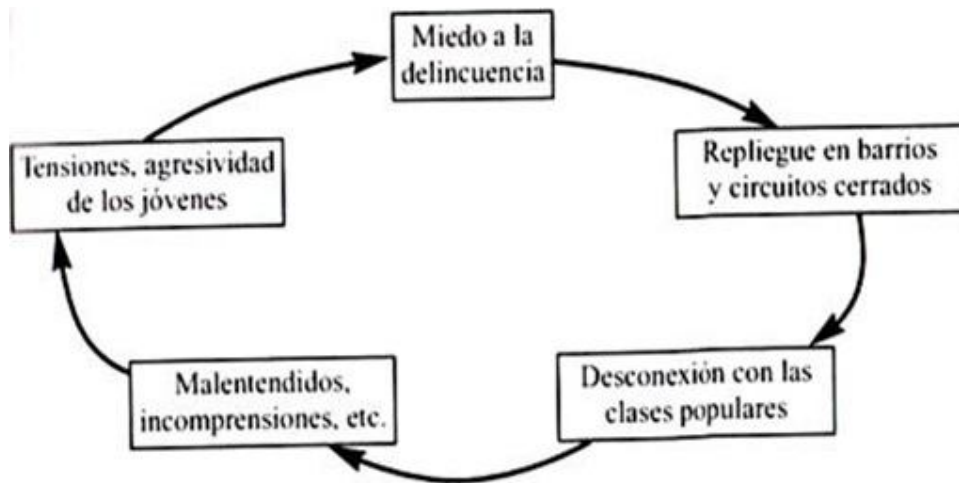 Miedo a la
delincuencia
Repliegue en barrios
y circuitos cerrados
Desconexión con las
clases populares
Malentendidos,
incomprensiones, etc.
Tensiones, agresividad
de los jóvenes